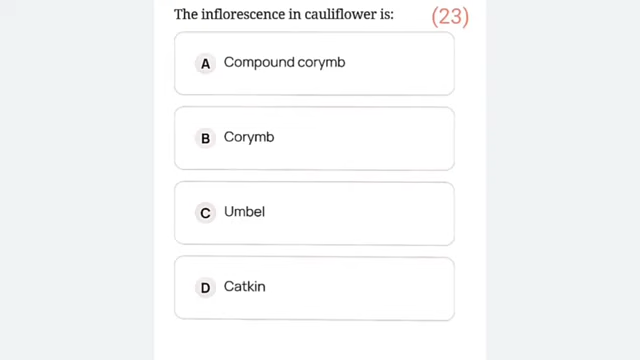 The inflorescence in cauliflower is: (23)
A Compound corymb
B Corymb
C Umbel
D Catkin